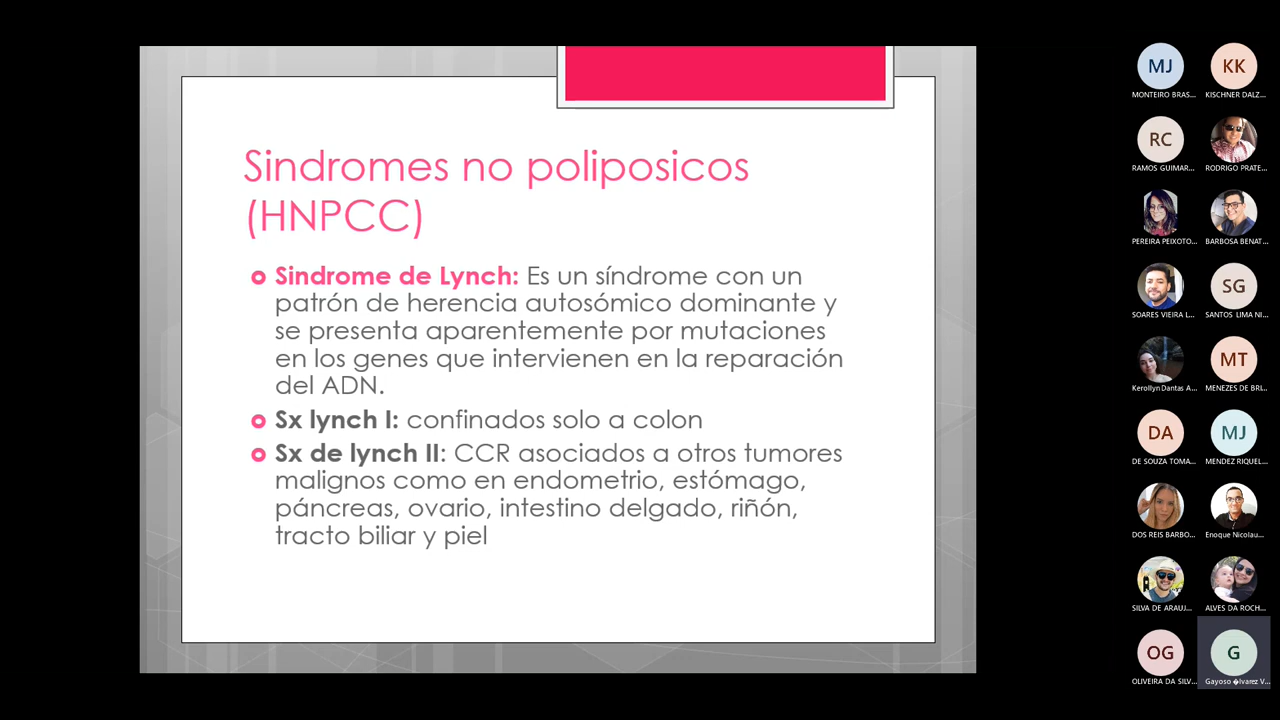 Sindromes no poliposicos
(HNPCC)
Sindrome de Lynch: Es un síndrome con un
patrón de herencia autosómico dominante y
se presenta aparentemente por mutaciones
en los genes que intervienen en la reparación
del ADN.
Sx lynch I: confinados solo a colon
Sx de lynch II: CCR asociados a otros tumores
malignos como en endometrio, estómago,
páncreas, ovario, intestino delgado, riñón,
tracto biliar y piel
MJ
MONTEIRO BRAS...
KK
KISCHNER DALZ...
RC
RAMOS GUIMAR...
RODRIGO PRATE...
PEREIRA PEIXOTO...
BARBOSA BENAT...
SOARES VIEIRA L...
SG
SANTOS LIMA NI...
Kerollyn Dantas A...
MT
MENEZES DE BRI...
DA
DE SOUZA TOMA...
MJ
MENDEZ RIQUEL...
DOS REIS BARBO...
Enoque Nicolau...
SILVA DE ARAUJ...
ALVES DA ROCH...
OG
OLIVEIRA DA SILV...
G
Gayoso �lvarez V...